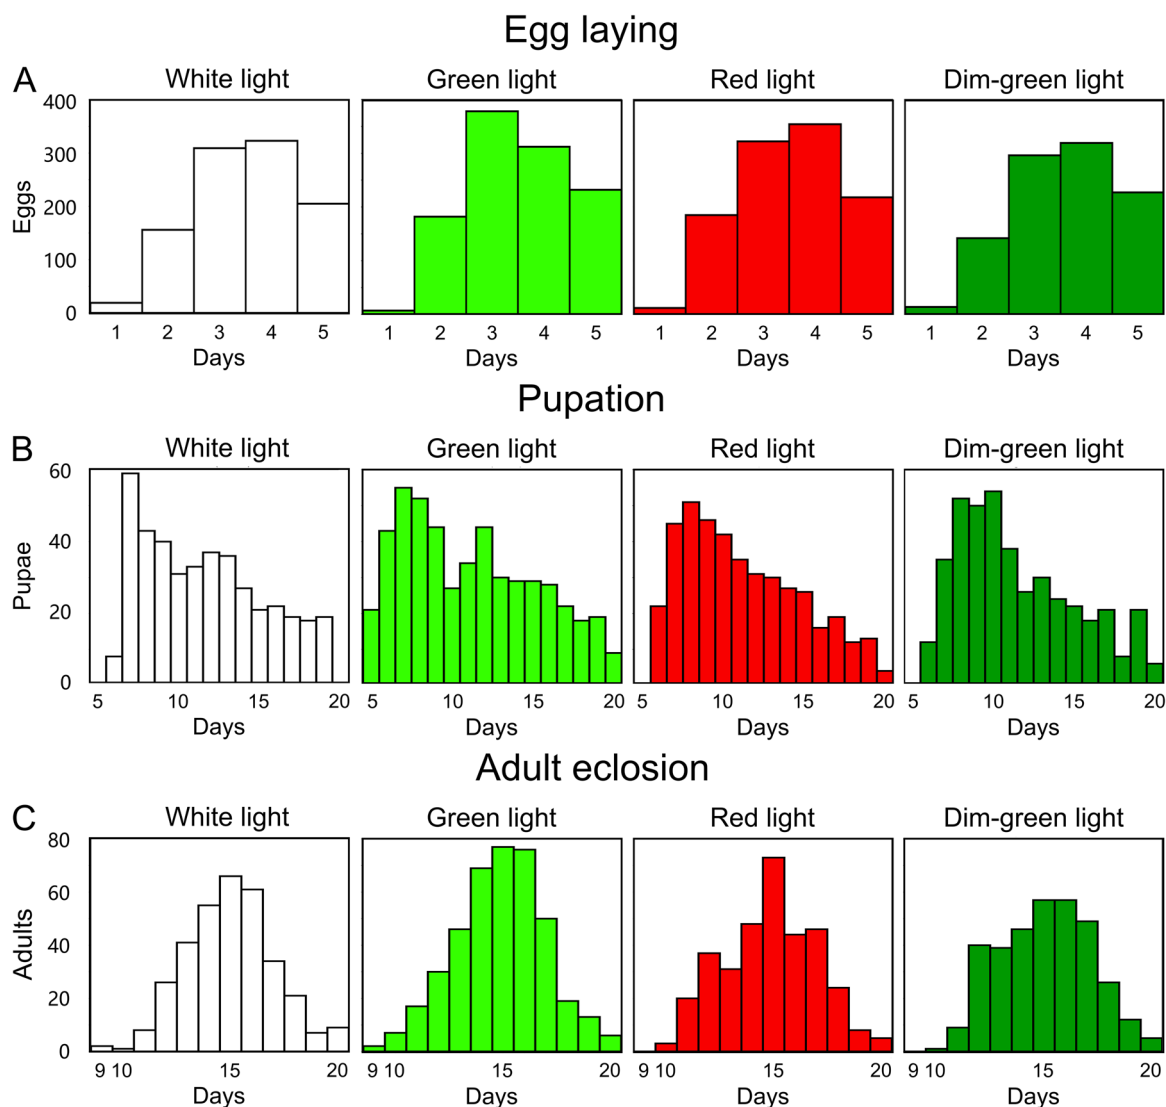 Egg laying
A
White light Green light Red light Dim-green light
400
300
200
100
0
Eggs
1 2 3 4 5 1 2 3 4 5 1 2 3 4 5 1 2 3 4 5
Days Days Days Days
Pupation
B
White light Green light Red light Dim-green light
60
40
20
0
Pupae
5 10 15 20 5 10 15 20 5 10 15 20 5 10 15 20
Days Days Days Days
Adult eclosion
C
White light Green light Red light Dim-green light
80
60
40
20
0
Adults
9 10 15 20 9 10 15 20 9 10 15 20 9 10 15 20
Days Days Days Days